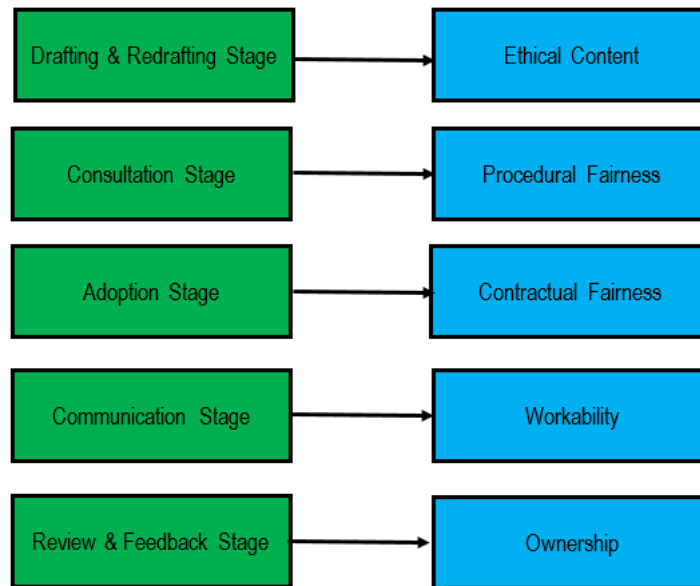 Drafting & Redrafting Stage
Ethical Content
Consultation Stage
Procedural Fairness
Adoption Stage
Contractual Fairness
Communication Stage
Workability
Review & Feedback Stage
Ownership